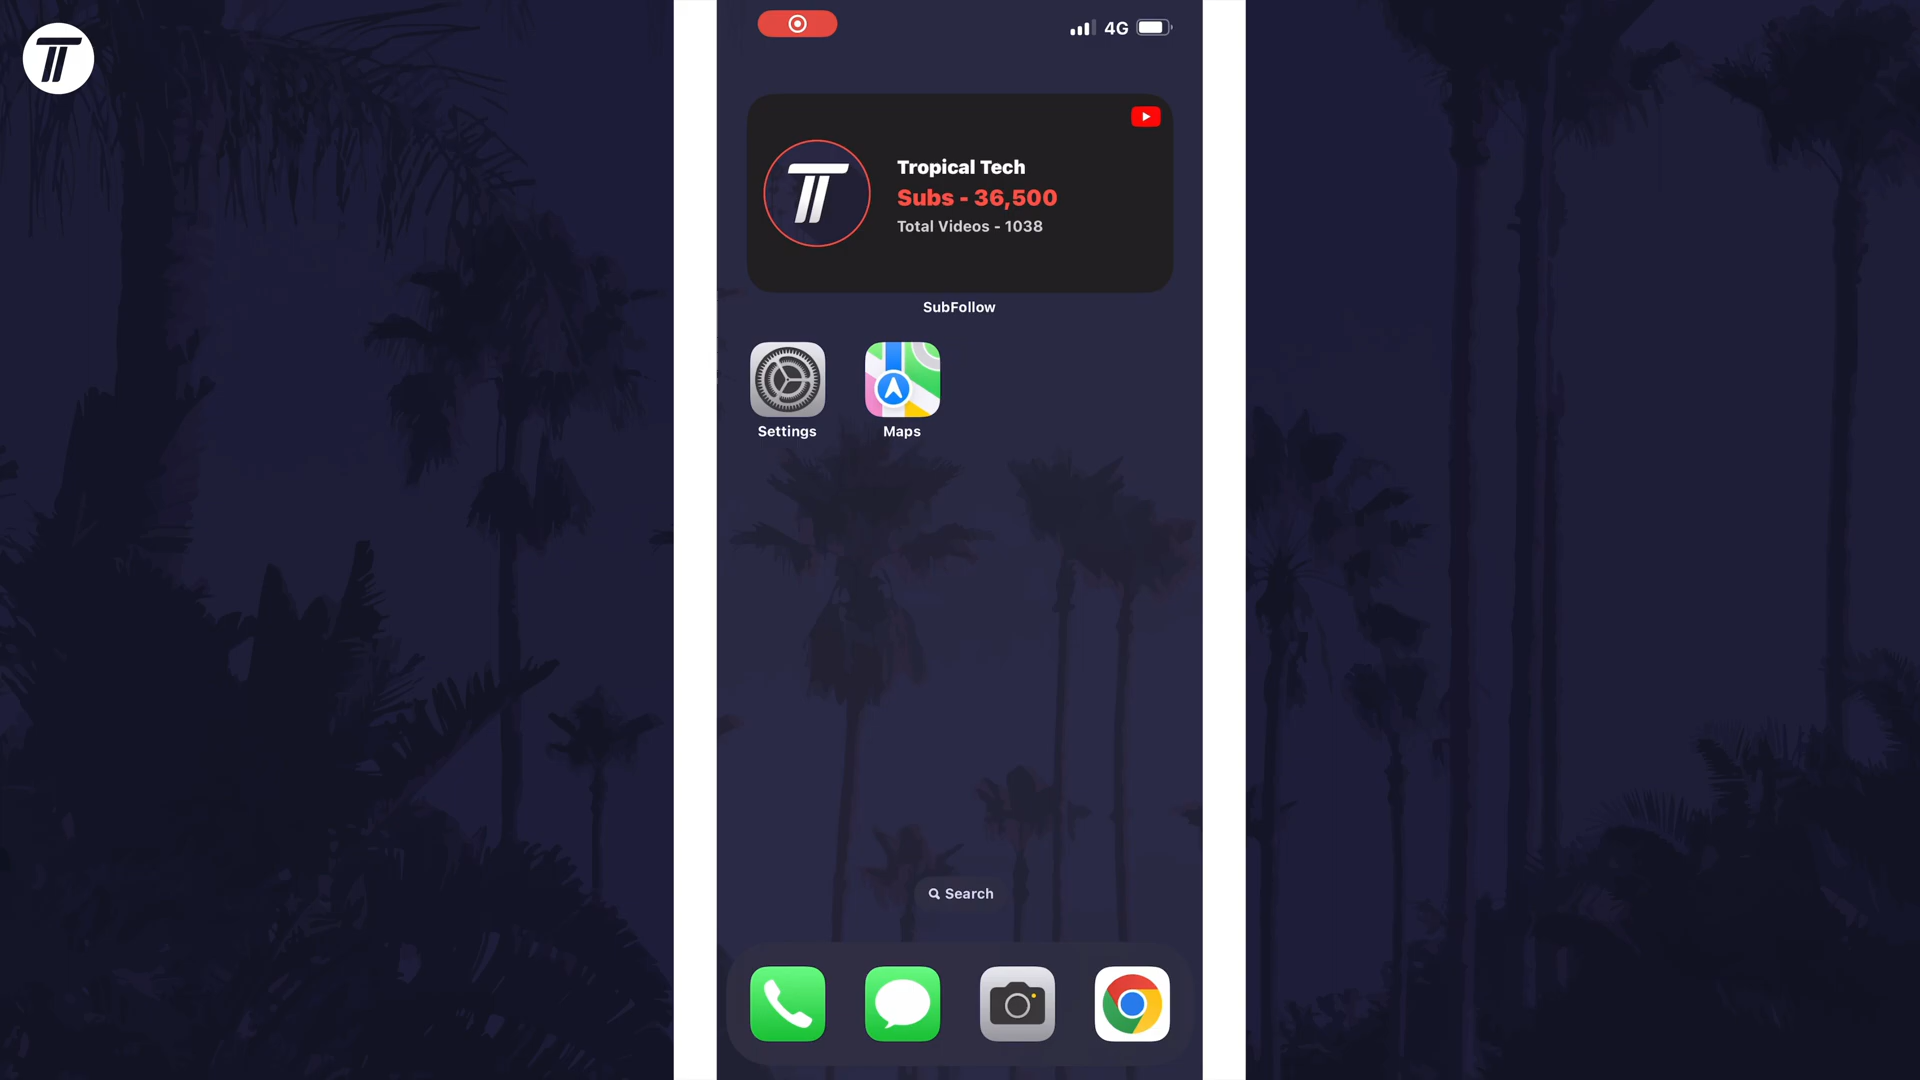 4G
Tropical Tech
Subs - 36,500
Total Videos - 1038
SubFollow
Settings
Maps
Search